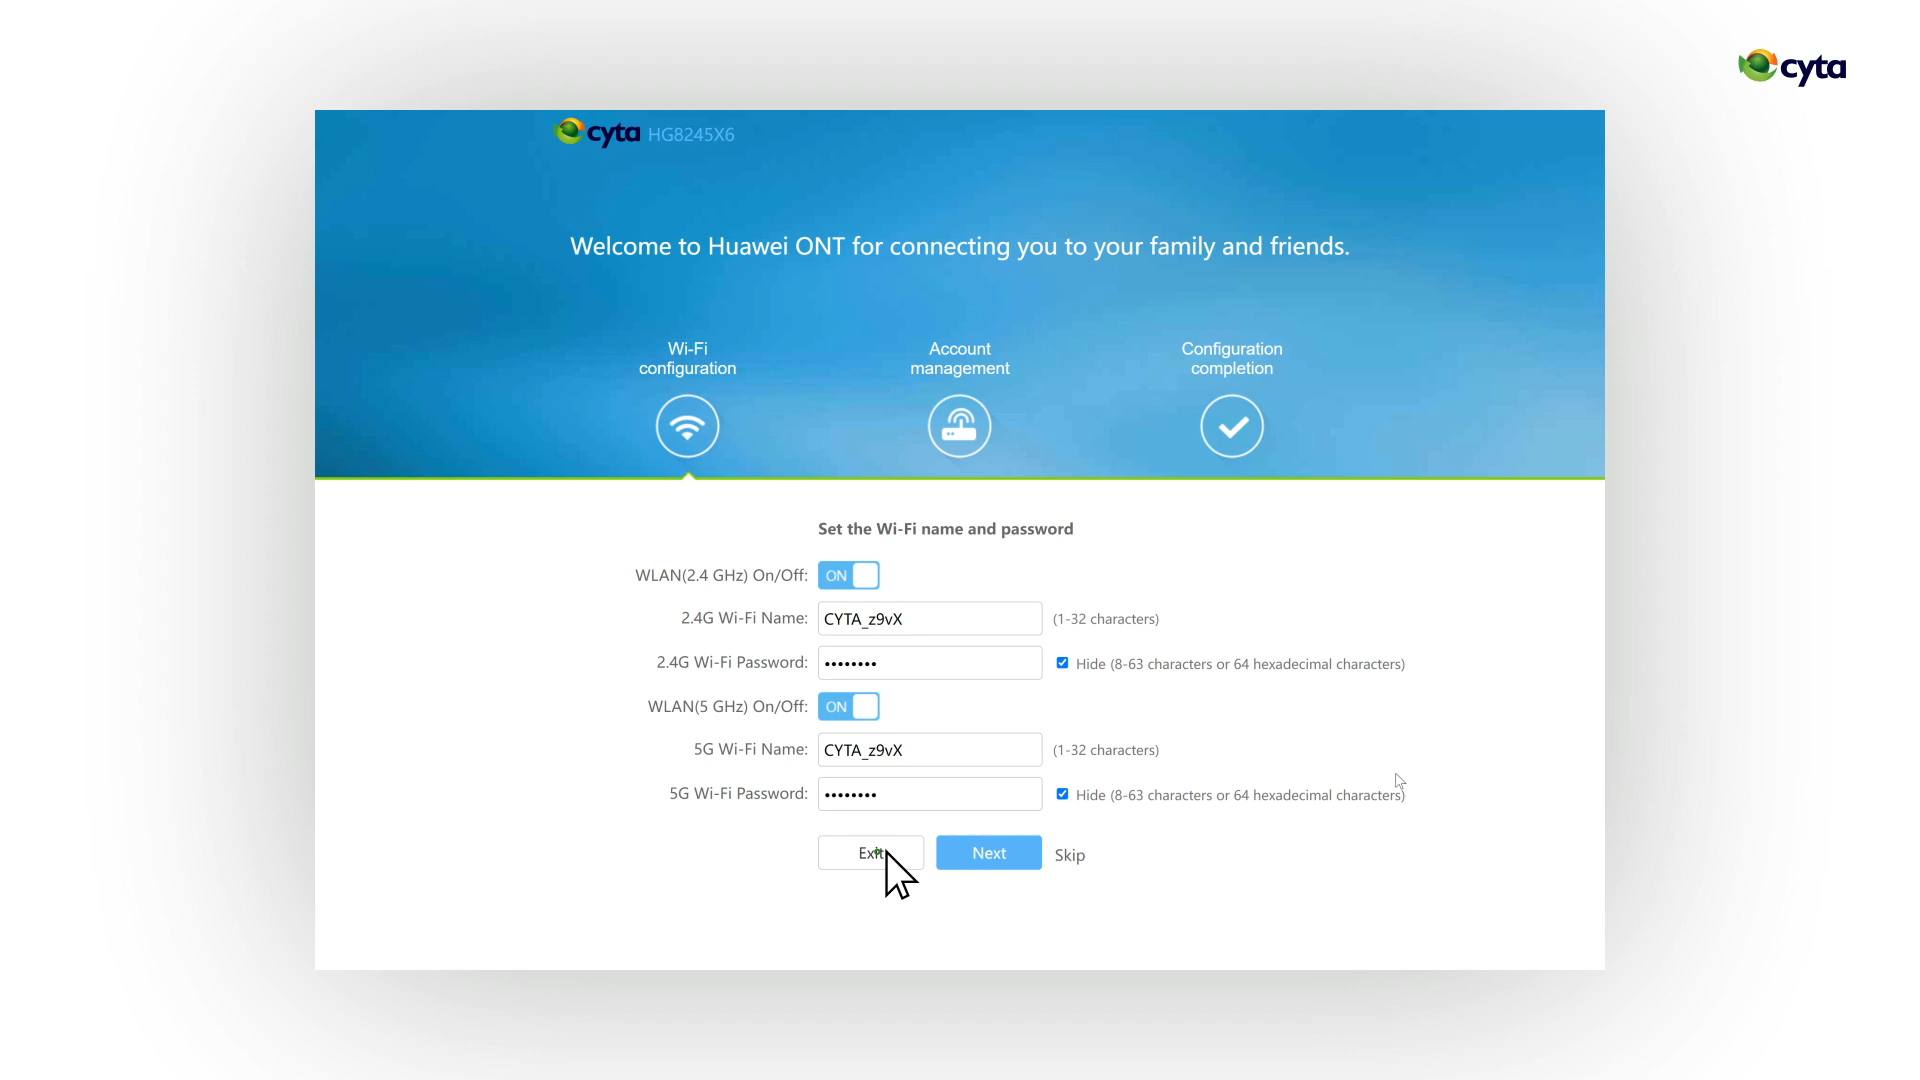 cyta
cyta HG8245X6
Welcome to Huawei ONT for connecting you to your family and friends.
Wi-Fi
configuration
Account
management
Configuration
completion
Set the Wi-Fi name and password
WLAN(2.4 GHz) On/Off: ON
2.4G Wi-Fi Name: CYTA_z9vX (1-32 characters)
2.4G Wi-Fi Password: •••••••• Hide (8-63 characters or 64 hexadecimal characters)
WLAN(5 GHz) On/Off: ON
5G Wi-Fi Name: CYTA_z9vX (1-32 characters)
5G Wi-Fi Password: •••••••• Hide (8-63 characters or 64 hexadecimal characters)
Exit Next Skip